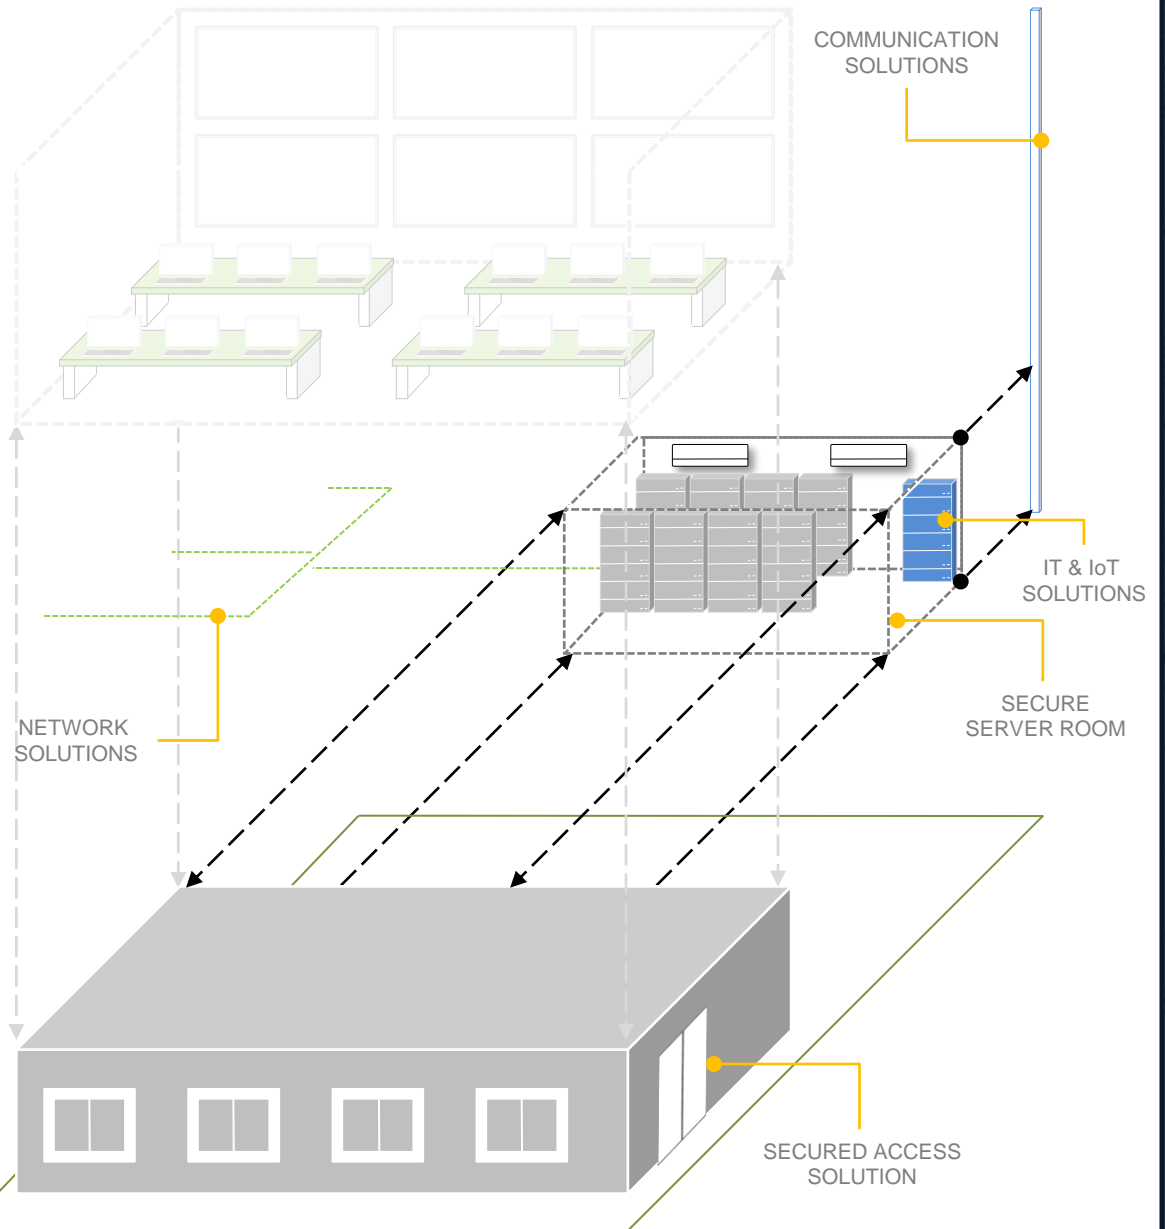 COMMUNICATION
SOLUTIONS
IT & IoT
SOLUTIONS
SECURE
SERVER ROOM
NETWORK
SOLUTIONS
SECURED ACCESS
SOLUTION